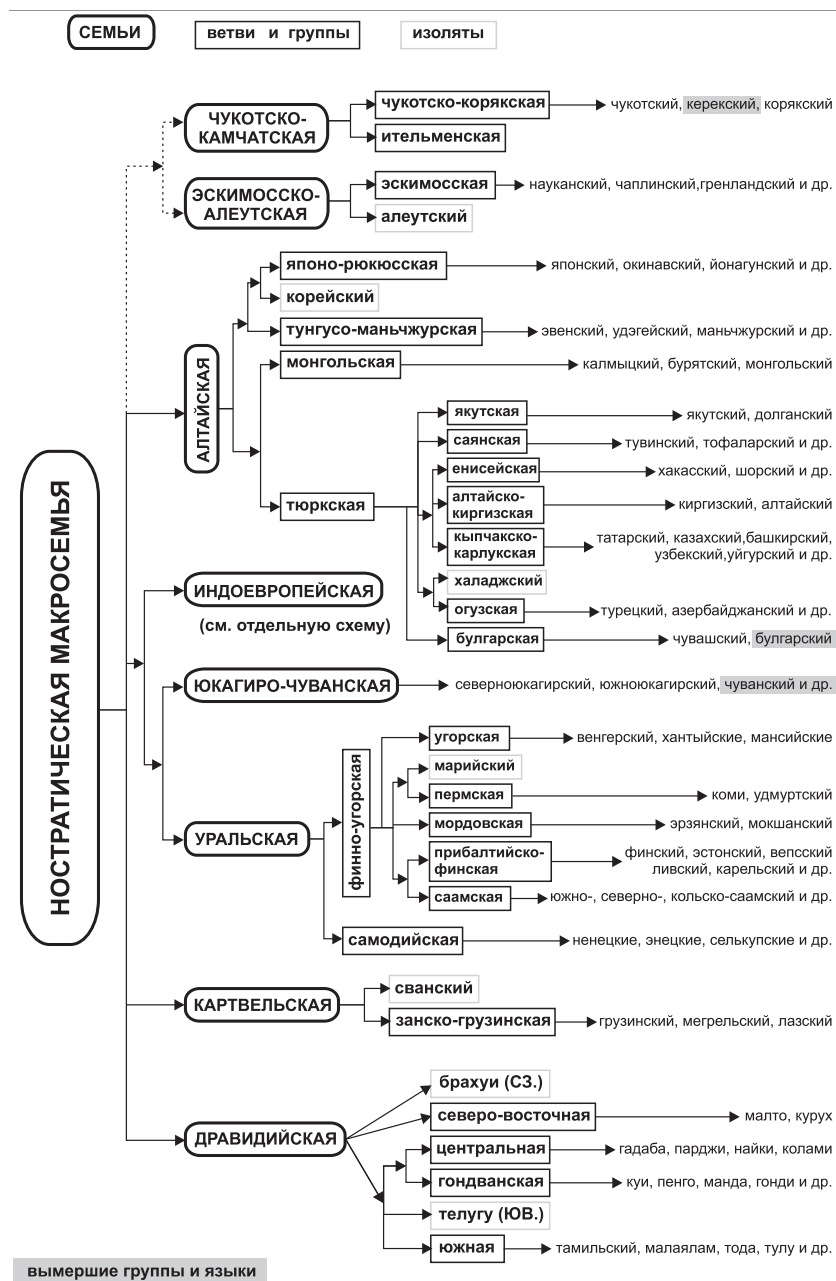 СЕМЬИ
ветви и группы
изоляты
НОСТРАТИЧЕСКАЯ МАКРОСЕМЬЯ
ЧУКОТСКО-
КАМЧАТСКАЯ
чукотско-корякская
чукотский, керекский, корякский
ительменская
ЭСКИМОССКО-
АЛЕУТСКАЯ
эскимосская
науканский, чаплинский,гренландский и др.
алеутский
АЛТАЙСКАЯ
японо-рюкюсская
японский, окинавский, йонагунский и др.
корейский
тунгусо-маньчжурская
эвенский, удэгейский, маньчжурский и др.
монгольская
калмыцкий, бурятский, монгольский
тюркская
якутская
якутский, долганский
саянская
тувинский, тофаларский и др.
енисейская
хакасский, шорский и др.
алтайско-
киргизская
киргизский, алтайский
кыпчакско-
карлукская
татарский, казахский,башкирский,
узбекский,уйгурский и др.
халаджский
огузская
турецкий, азербайджанский и др.
булгарская
чувашский, булгарский
ИНДОЕВРОПЕЙСКАЯ
(см. отдельную схему)
ЮКАГИРО-ЧУВАНСКАЯ
северноюкагирский, южноюкагирский, чуванский и др.
УРАЛЬСКАЯ
финно-угорская
угорская
венгерский, хантыйские, мансийские
марийский
пермская
коми, удмуртский
мордовская
эрзянский, мокшанский
прибалтийско-
финская
финский, эстонский, вепсский
ливский, карельский и др.
саамская
южно-, северно-, кольско-саамский и др.
самодийская
ненецкие, энецкие, селькупские и др.
КАРТВЕЛЬСКАЯ
сванский
занско-грузинская
грузинский, мегрельский, лазский
ДРАВИДИЙСКАЯ
брахуи (СЗ.)
северо-восточная
малто, курух
центральная
гадаба, парджи, найки, колами
гондванская
куи, пенго, манда, гонди и др.
телугу (ЮВ.)
южная
тамильский, малаялам, тода, тулу и др.
вымершие группы и языки